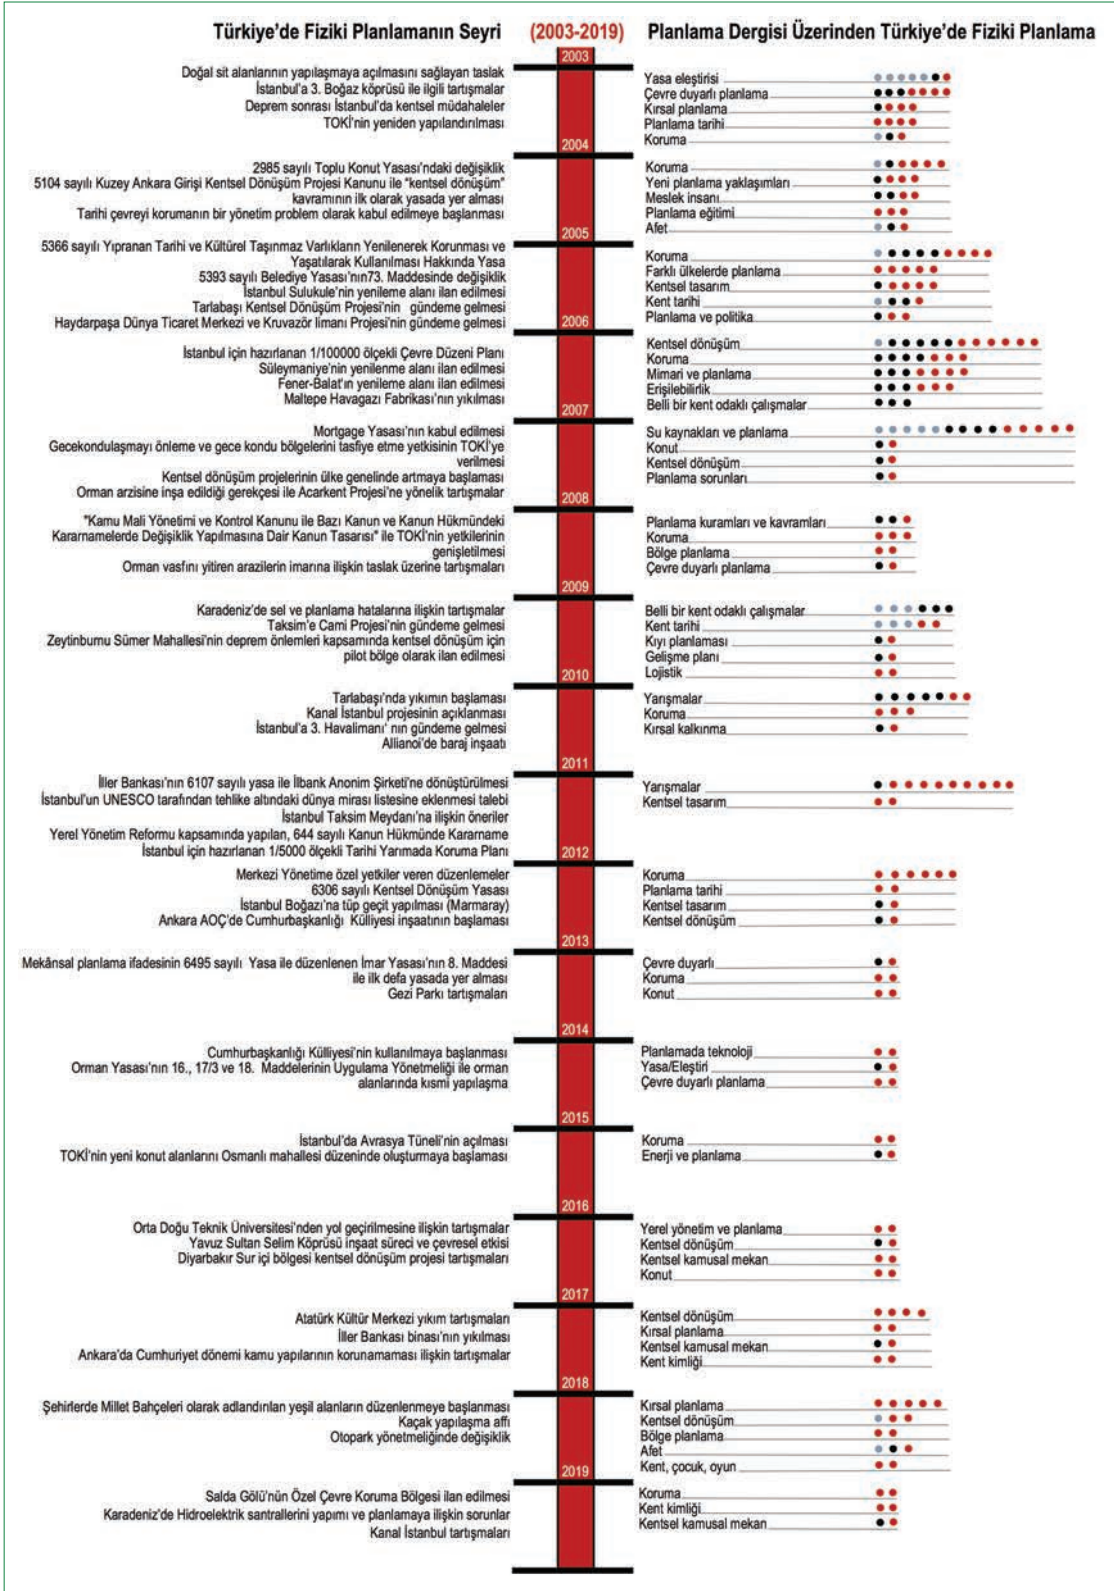 Türkiye'de Fiziki Planlamanın Seyri
(2003-2019)
Planlama Dergisi Üzerinden Türkiye'de Fiziki Planlama
2003
Doğal sit alanlarının yapılaşmaya açılmasını sağlayan taslak
İstanbul'a 3. Boğaz köprüsü ile ilgili tartışmalar
Deprem sonrası İstanbul'da kentsel müdahaleler
TOKİ'nin yeniden yapılandırılması
Yasa eleştirisi
Çevre duyarlı planlama
Kırsal planlama
Planlama tarihi
Koruma
2004
2985 sayılı Toplu Konut Yasası'ndaki değişiklik
5104 sayılı Kuzey Ankara Girişi Kentsel Dönüşüm Projesi Kanunu ile "kentsel dönüşüm"
kavramının ilk olarak yasada yer alması
Tarihi çevreyi korumanın bir yönetim problem olarak kabul edilmeye başlanması
Koruma
Yeni planlama yaklaşımları
Meslek insanı
Planlama eğitimi
Afet
2005
5366 sayılı Yıpranan Tarihi ve Kültürel Taşınmaz Varlıkların Yenilenerek Korunması ve
Yaşatılarak Kullanılması Hakkında Yasa
5393 sayılı Belediye Yasası'nın73. Maddesinde değişiklik
İstanbul Sulukule'nin yenileme alanı ilan edilmesi
Tarlabaşı Kentsel Dönüşüm Projesi'nin gündeme gelmesi
Haydarpaşa Dünya Ticaret Merkezi ve Kruvazör limanı Projesi'nin gündeme gelmesi
Koruma
Farklı ülkelerde planlama
Kentsel tasarım
Kent tarihi
Planlama ve politika
2006
İstanbul için hazırlanan 1/100000 ölçekli Çevre Düzeni Planı
Süleymaniye'nin yenilenme alanı ilan edilmesi
Fener-Balat'ın yenileme alanı ilan edilmesi
Maltepe Havagazı Fabrikası'nın yıkılması
Kentsel dönüşüm
Koruma
Mimari ve planlama
Erişilebilirlik
Belli bir kent odaklı çalışmalar
2007
Mortgage Yasası'nın kabul edilmesi
Gecekondulaşmayı önleme ve gece kondu bölgelerini tasfiye etme yetkisinin TOKİ'ye
verilmesi
Kentsel dönüşüm projelerinin ülke genelinde artmaya başlaması
Orman arzisine inşa edildiği gerekçesi ile Acarkent Projesi'ne yönelik tartışmalar
Su kaynakları ve planlama
Konut
Kentsel dönüşüm
Planlama sorunları
2008
"Kamu Mali Yönetimi ve Kontrol Kanunu ile Bazı Kanun ve Kanun Hükmündeki
Kararnamelerde Değişiklik Yapılmasına Dair Kanun Tasarısı" ile TOKİ'nin yetkilerinin
genişletilmesi
Orman vasfını yitiren arazilerin imarına ilişkin taslak üzerine tartışmaları
Planlama kuramları ve kavramları
Koruma
Bölge planlama
Çevre duyarlı planlama
2009
Karadeniz'de sel ve planlama hatalarına ilişkin tartışmalar
Taksim'e Cami Projesi'nin gündeme gelmesi
Zeytinburnu Sümer Mahallesi'nin deprem önlemleri kapsamında kentsel dönüşüm için
pilot bölge olarak ilan edilmesi
Belli bir kent odaklı çalışmalar
Kent tarihi
Kıyı planlaması
Gelişme planı
Lojistik
2010
Tarlabaşı'nda yıkımın başlaması
Kanal İstanbul projesinin açıklanması
İstanbul'a 3. Havalimanı' nın gündeme gelmesi
Allianoi'de baraj inşaatı
Yarışmalar
Koruma
Kırsal kalkınma
2011
İller Bankası'nın 6107 sayılı yasa ile İlbank Anonim Şirketi'ne dönüştürülmesi
İstanbul'un UNESCO tarafından tehlike altındaki dünya mirası listesine eklenmesi talebi
İstanbul Taksim Meydanı'na ilişkin öneriler
Yerel Yönetim Reformu kapsamında yapılan, 644 sayılı Kanun Hükmünde Kararname
İstanbul için hazırlanan 1/5000 ölçekli Tarihi Yarımada Koruma Planı
Yarışmalar
Kentsel tasarım
2012
Merkezi Yönetime özel yetkiler veren düzenlemeler
6306 sayılı Kentsel Dönüşüm Yasası
İstanbul Boğazı'na tüp geçit yapılması (Marmaray)
Ankara AOÇ'de Cumhurbaşkanlığı Külliyesi inşaatının başlaması
Koruma
Planlama tarihi
Kentsel tasarım
Kentsel dönüşüm
2013
Mekânsal planlama ifadesinin 6495 sayılı Yasa ile düzenlenen İmar Yasası'nın 8. Maddesi
ile ilk defa yasada yer alması
Gezi Parkı tartışmaları
Çevre duyarlı
Koruma
Konut
2014
Cumhurbaşkanlığı Külliyesi'nin kullanılmaya başlanması
Orman Yasası'nın 16., 17/3 ve 18. Maddelerinin Uygulama Yönetmeliği ile orman
alanlarında kısmi yapılaşma
Planlamada teknoloji
Yasa/Eleştiri
Çevre duyarlı planlama
2015
İstanbul'da Avrasya Tüneli'nin açılması
TOKİ'nin yeni konut alanlarını Osmanlı mahallesi düzeninde oluşturmaya başlaması
Koruma
Enerji ve planlama
2016
Orta Doğu Teknik Üniversitesi'nden yol geçirilmesine ilişkin tartışmalar
Yavuz Sultan Selim Köprüsü inşaat süreci ve çevresel etkisi
Diyarbakır Sur içi bölgesi kentsel dönüşüm projesi tartışmaları
Yerel yönetim ve planlama
Kentsel dönüşüm
Kentsel kamusal mekan
Konut
2017
Atatürk Kültür Merkezi yıkım tartışmaları
İller Bankası binası'nın yıkılması
Ankara'da Cumhuriyet dönemi kamu yapılarının korunamaması ilişkin tartışmalar
Kentsel dönüşüm
Kırsal planlama
Kentsel kamusal mekan
Kent kimliği
2018
Şehirlerde Millet Bahçeleri olarak adlandırılan yeşil alanların düzenlenmeye başlanması
Kaçak yapılaşma affı
Otopark yönetmeliğinde değişiklik
Kırsal planlama
Kentsel dönüşüm
Bölge planlama
Afet
Kent, çocuk, oyun
2019
Salda Gölü'nün Özel Çevre Koruma Bölgesi ilan edilmesi
Karadeniz'de Hidroelektrik santrallerini yapımı ve planlamaya ilişkin sorunlar
Kanal İstanbul tartışmaları
Koruma
Kent kimliği
Kentsel kamusal mekan